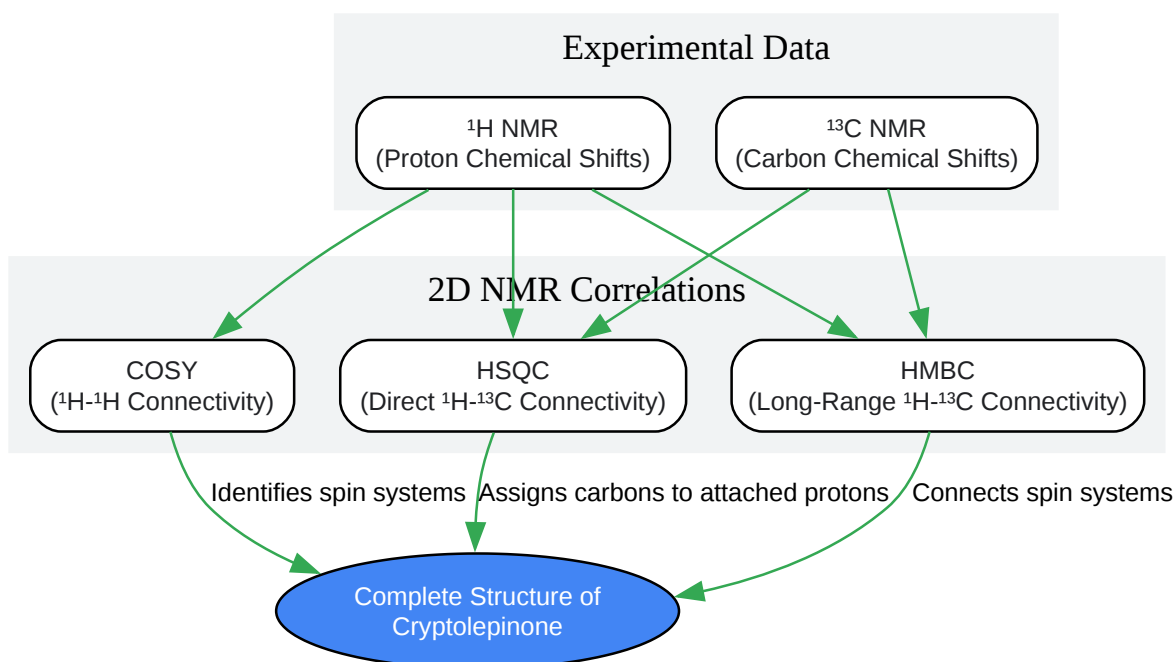 Experimental Data
¹H NMR
(Proton Chemical Shifts)
¹³C NMR
(Carbon Chemical Shifts)
2D NMR Correlations
COSY
(¹H-¹H Connectivity)
HSQC
(Direct ¹H-¹³C Connectivity)
HMBC
(Long-Range ¹H-¹³C Connectivity)
Identifies spin systems
Assigns carbons to attached protons
Connects spin systems
Complete Structure of
Cryptolepinone